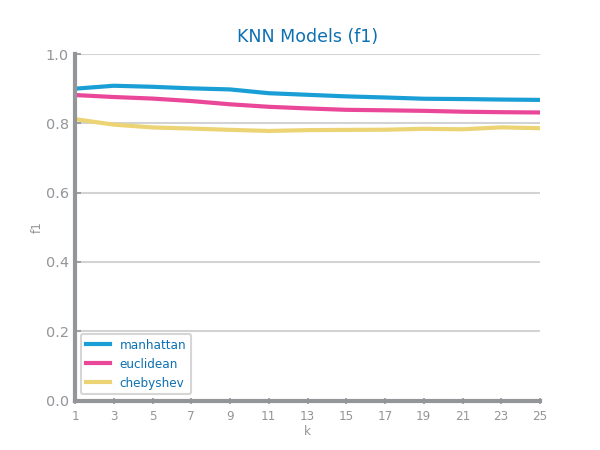 KNN Models (f1)
1.0
0.8
0.6
0.4
0.2
0.0
f1
manhattan
euclidean
chebyshev
1 3 5 7 9 11 13 15 17 19 21 23 25
k